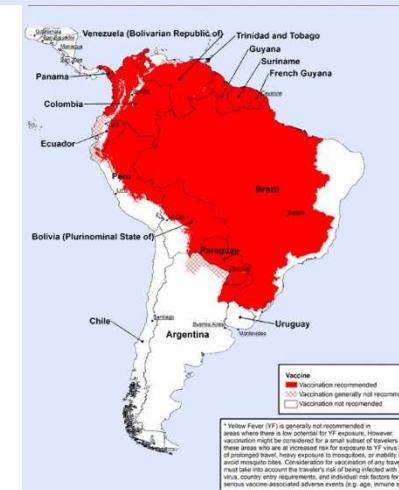 Venezuela (Bolivarian Republic of)
Trinidad and Tobago
Guyana
Suriname
French Guyana
Panama
Colombia
Ecuador
Peru
Brazil
Bolivia (Plurinominal State of)
Paraguay
Chile
Santiago
Argentina
Buenos Aires
Uruguay
Montevideo
Vaccine
Vaccination recommended
Vaccination generally not recomme
Vaccination not recommended
* Yellow Fever (YF) is generally not recommended in
areas where there is low potential for YF exposure. However,
vaccination might be considered for a small subset of travelers
these areas who are at increased risk for exposure to YF virus
of prolonged travel, heavy exposure to mosquitoes, or inability
avoid mosquito bites. Consideration for vaccination of any trave
must take into account the traveler's risk of being infected with
virus, country entry requirements, and individual risk factors for
serious vaccine-associated adverse events (e.g. age, immune s